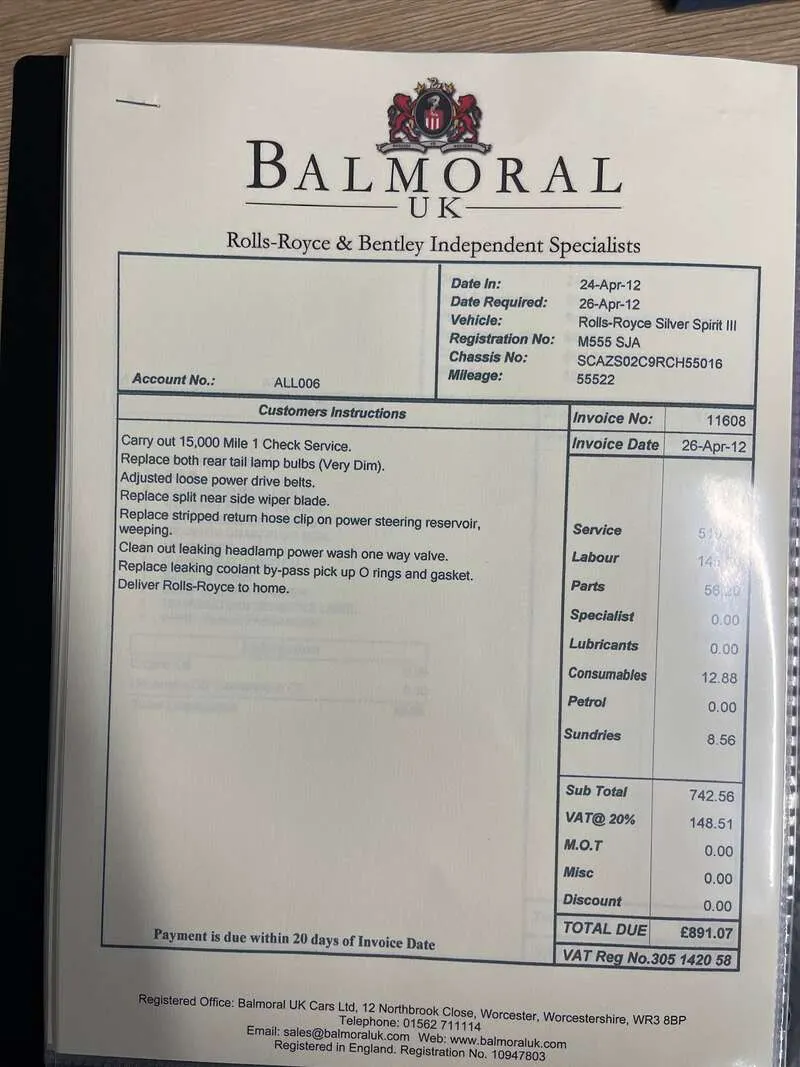 BALMORAL
UK
Rolls-Royce & Bentley Independent Specialists
Date In: 24-Apr-12
Date Required: 26-Apr-12
Vehicle: Rolls-Royce Silver Spirit III
Registration No: M555 SJA
Chassis No: SCAZS02C9RCH55016
Mileage: 55522
Account No.: ALL006
Customers Instructions
Invoice No: 11608
Invoice Date 26-Apr-12
Carry out 15,000 Mile 1 Check Service.
Replace both rear tail lamp bulbs (Very Dim).
Adjusted loose power drive belts.
Replace split near side wiper blade.
Replace stripped return hose clip on power steering reservoir,
weeping.
Clean out leaking headlamp power wash one way valve.
Replace leaking coolant by-pass pick up O rings and gasket.
Deliver Rolls-Royce to home.
Service
Labour
Parts 56.20
Specialist 0.00
Lubricants 0.00
Consumables 12.88
Petrol 0.00
Sundries 8.56
Sub Total 742.56
VAT@ 20% 148.51
M.O.T 0.00
Misc 0.00
Discount 0.00
TOTAL DUE £891.07
VAT Reg No.305 1420 58
Payment is due within 20 days of Invoice Date
Registered Office: Balmoral UK Cars Ltd, 12 Northbrook Close, Worcester, Worcestershire, WR3 8BP
Telephone: 01562 711114
Email: sales@balmoraluk.com Web: www.balmoraluk.com
Registered in England. Registration No. 10947803